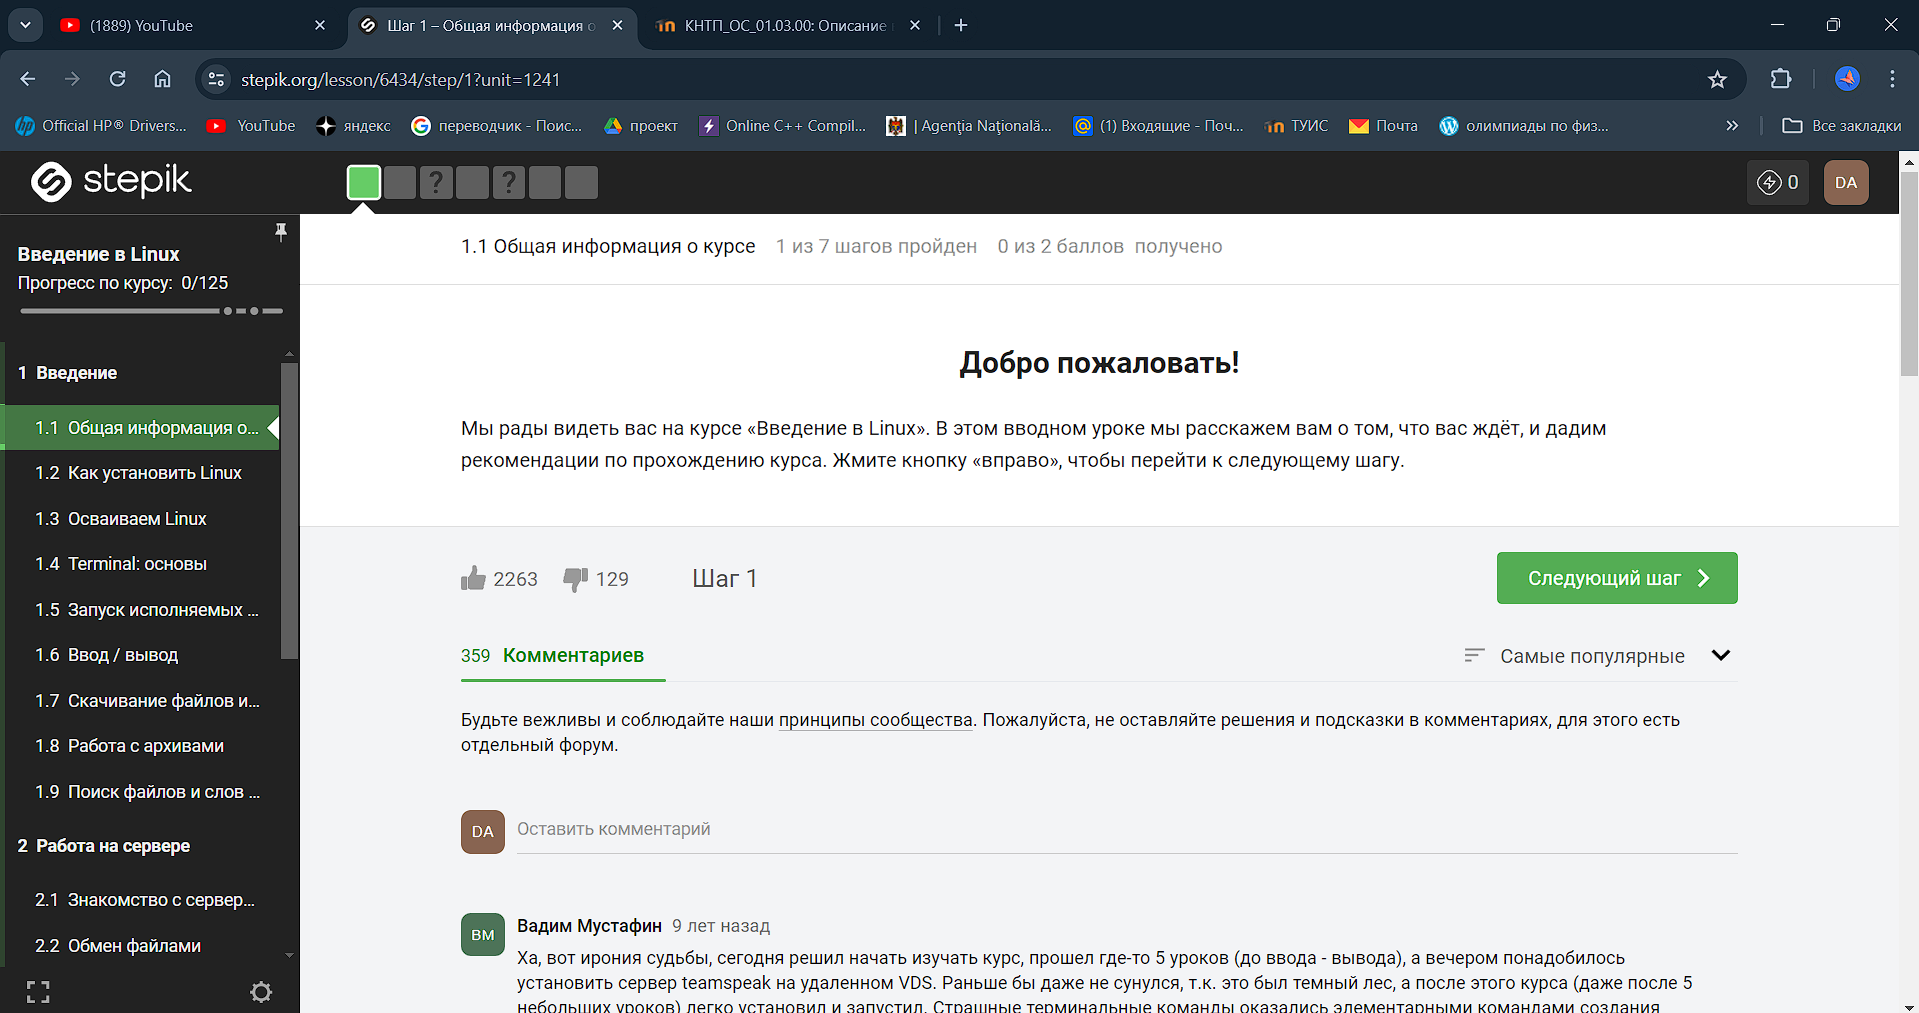 (1889) YouTube
Шаг 1 – Общая информация о
КНТП_ОС_01.03.00: Описание
stepik.org/lesson/6434/step/1?unit=1241
Official HP® Drivers...
YouTube
яндекс
переводчик - Поис...
проект
Online C++ Compil...
| Agenţia Naţională...
(1) Входящие - Поч...
ТУИС
Почта
олимпиады по физ...
Все закладки
stepik
?
?
0
DA
Введение в Linux
Прогресс по курсу: 0/125
1 Введение
1.1 Общая информация о...
1.2 Как установить Linux
1.3 Осваиваем Linux
1.4 Terminal: основы
1.5 Запуск исполняемых ...
1.6 Ввод / вывод
1.7 Скачивание файлов и...
1.8 Работа с архивами
1.9 Поиск файлов и слов ...
2 Работа на сервере
2.1 Знакомство с сервер...
2.2 Обмен файлами
1.1 Общая информация о курсе 1 из 7 шагов пройден 0 из 2 баллов получено
Добро пожаловать!
Мы рады видеть вас на курсе «Введение в Linux». В этом вводном уроке мы расскажем вам о том, что вас ждёт, и дадим
рекомендации по прохождению курса. Жмите кнопку «вправо», чтобы перейти к следующему шагу.
2263
129
Шаг 1
Следующий шаг
359 Комментариев
Самые популярные
Будьте вежливы и соблюдайте наши принципы сообщества. Пожалуйста, не оставляйте решения и подсказки в комментариях, для этого есть
отдельный форум.
DA
Оставить комментарий
ВМ
Вадим Мустафин 9 лет назад
Ха, вот ирония судьбы, сегодня решил начать изучать курс, прошел где-то 5 уроков (до ввода - вывода), а вечером понадобилось
установить сервер teamspeak на удаленном VDS. Раньше бы даже не сунулся, т.к. это был темный лес, а после этого курса (даже после 5
небольших уроков) легко установил и запустил. Страшные терминальные команды оказались элементарными командами создания